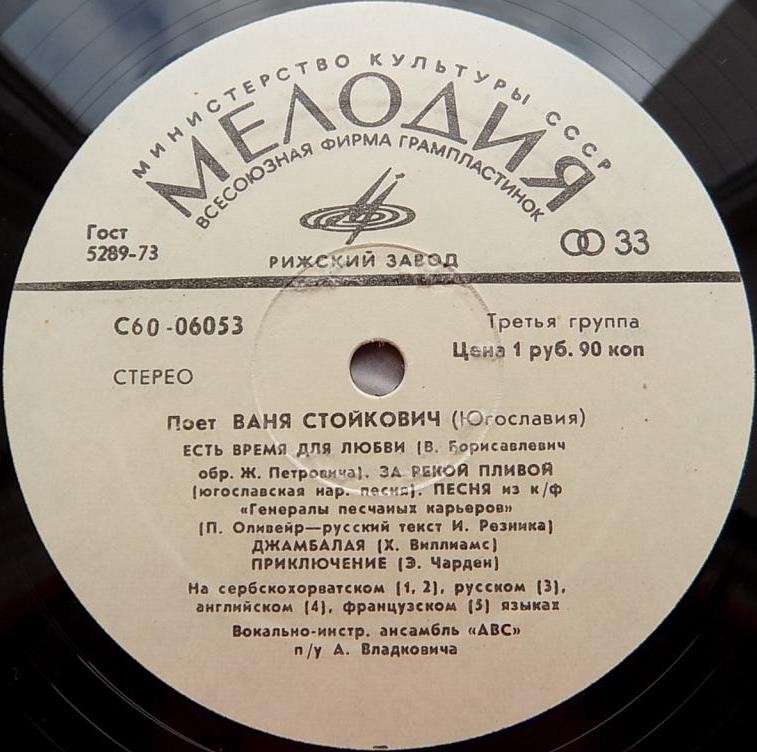 МИНИСТЕРСТВО КУЛЬТУРЫ СССР
МЕЛОДИЯ
ВСЕСОЮЗНАЯ ФИРМА ГРАМПЛАСТИНОК
Гост
5289-73
33
РИЖСКИЙ ЗАВОД
С60-06053
Третья группа
Цена 1 руб. 90 коп
СТЕРЕО
Поет ВАНЯ СТОЙКОВИЧ (Югославия)
ЕСТЬ ВРЕМЯ ДЛЯ ЛЮБВИ (В. Борисавлевич
обр. Ж. Петровича). ЗА РЕКОЙ ПЛИВОЙ
(югославская нар. песня). ПЕСНЯ из к/ф
«Генералы песчаных карьеров»
(П. Оливейр—русский текст И. Резника)
ДЖАМБАЛАЯ (Х. Виллиамс)
ПРИКЛЮЧЕНИЕ (Э. Чарден)
На сербскохорватском (1, 2), русском (3),
английском (4), французском (5) языках
Вокально-инстр. ансамбль «АВС»
п/у А. Владковича